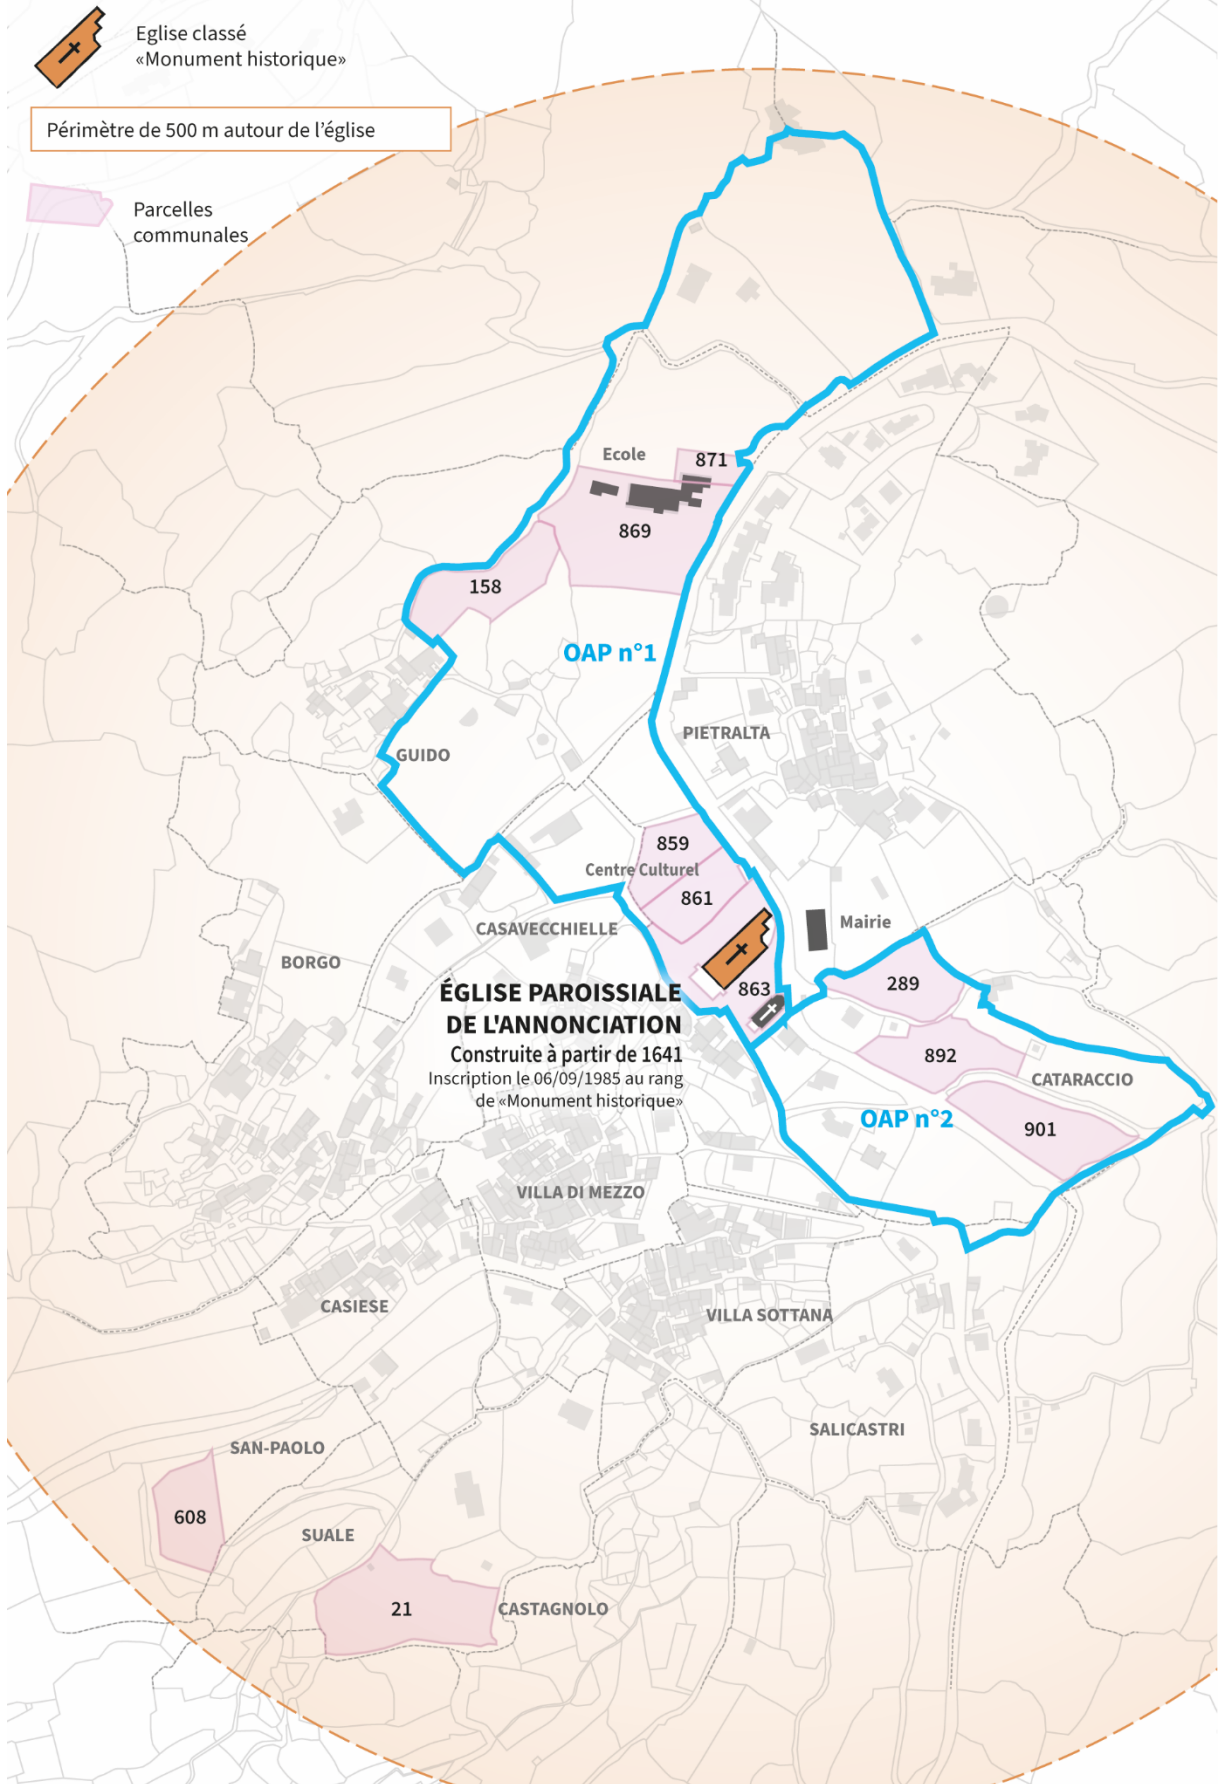 Eglise classé
«Monument historique»
Périmètre de 500 m autour de l'église
Parcelles
communales
Ecole
871
869
158
OAP n°1
PIETRALTA
GUIDO
859
Centre Culturel
861
CASAVECCHIELLE
Mairie
BORGO
289
863
ÉGLISE PAROISSIALE
DE L'ANNONCIATION
Construite à partir de 1641
Inscription le 06/09/1985 au rang
de «Monument historique»
892
CATARACCIO
OAP n°2
901
VILLA DI MEZZO
CASIESE
VILLA SOTTANA
SALICASTRI
SAN-PAOLO
608
SUALE
21
CASTAGNOLO